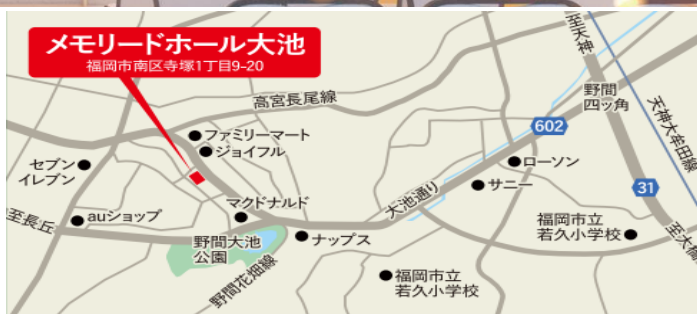 メモリードホール大池
福岡市南区寺塚1丁目9-20
至天神
高宮長尾線
野間
四ッ角
天神大牟田線
602
ファミリーマート
ジョイフル
セブン
イレブン
ローソン
サニー
31
大池通り
マクドナルド
auショップ
至長丘
福岡市立
若久小学校
至大橋
野間大池
公園
ナップス
野間花畑線
福岡市立
若久小学校